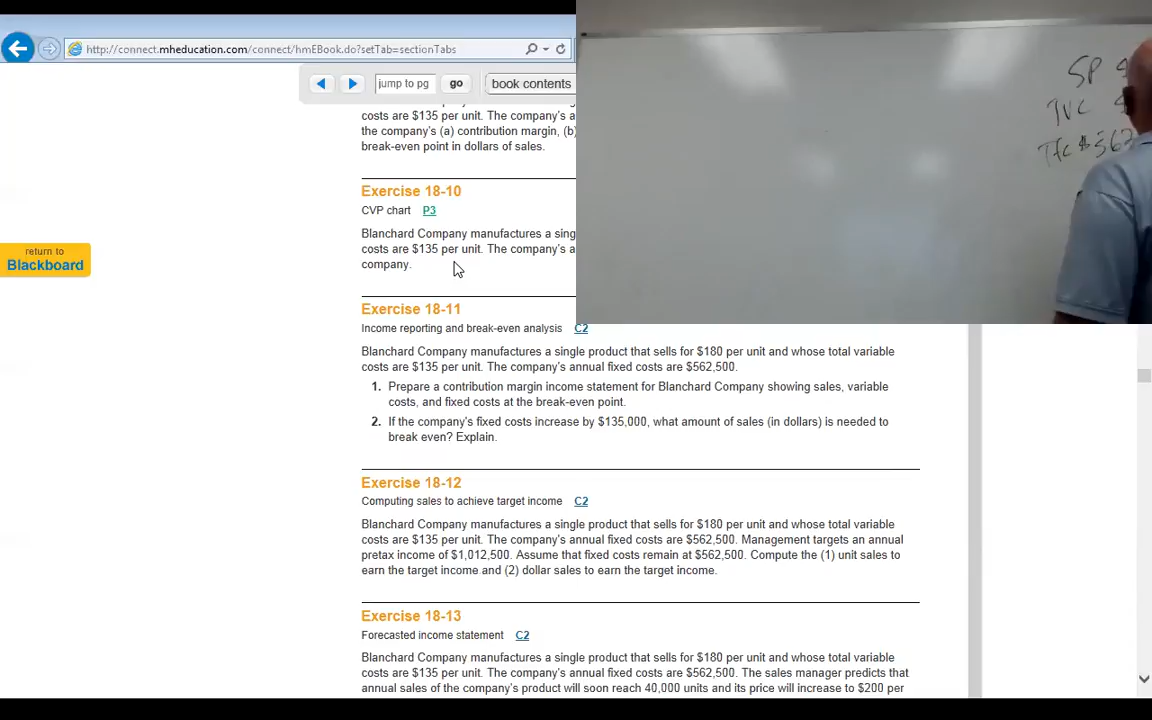 http://connect.mheducation.com/connect/hmEBook.do?setTab=sectionTabs
jump to pg
go
book contents
costs are $135 per unit. The company's a
the company's (a) contribution margin, (b)
break-even point in dollars of sales.
Exercise 18-10
CVP chart P3
Blanchard Company manufactures a sing
costs are $135 per unit. The company's a
company.
return to
Blackboard
SP $
TVC $
TFC $562
Exercise 18-11
Income reporting and break-even analysis C2
Blanchard Company manufactures a single product that sells for $180 per unit and whose total variable
costs are $135 per unit. The company's annual fixed costs are $562,500.
1. Prepare a contribution margin income statement for Blanchard Company showing sales, variable
costs, and fixed costs at the break-even point.
2. If the company's fixed costs increase by $135,000, what amount of sales (in dollars) is needed to
break even? Explain.
Exercise 18-12
Computing sales to achieve target income C2
Blanchard Company manufactures a single product that sells for $180 per unit and whose total variable
costs are $135 per unit. The company's annual fixed costs are $562,500. Management targets an annual
pretax income of $1,012,500. Assume that fixed costs remain at $562,500. Compute the (1) unit sales to
earn the target income and (2) dollar sales to earn the target income.
Exercise 18-13
Forecasted income statement C2
Blanchard Company manufactures a single product that sells for $180 per unit and whose total variable
costs are $135 per unit. The company's annual fixed costs are $562,500. The sales manager predicts that
annual sales of the company's product will soon reach 40,000 units and its price will increase to $200 per